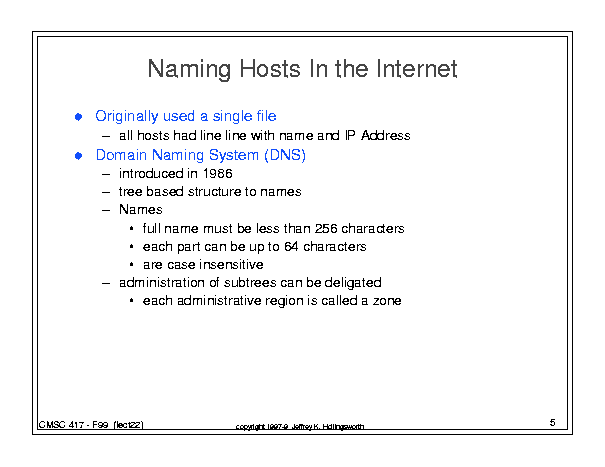 Naming Hosts In the Internet
● Originally used a single file
– all hosts had line line with name and IP Address
● Domain Naming System (DNS)
– introduced in 1986
– tree based structure to names
– Names
• full name must be less than 256 characters
• each part can be up to 64 characters
• are case insensitive
– administration of subtrees can be deligated
• each administrative region is called a zone
CMSC 417 - F99 (lect22)
copyright 1997-9 Jeffrey K. Hollingsworth
5